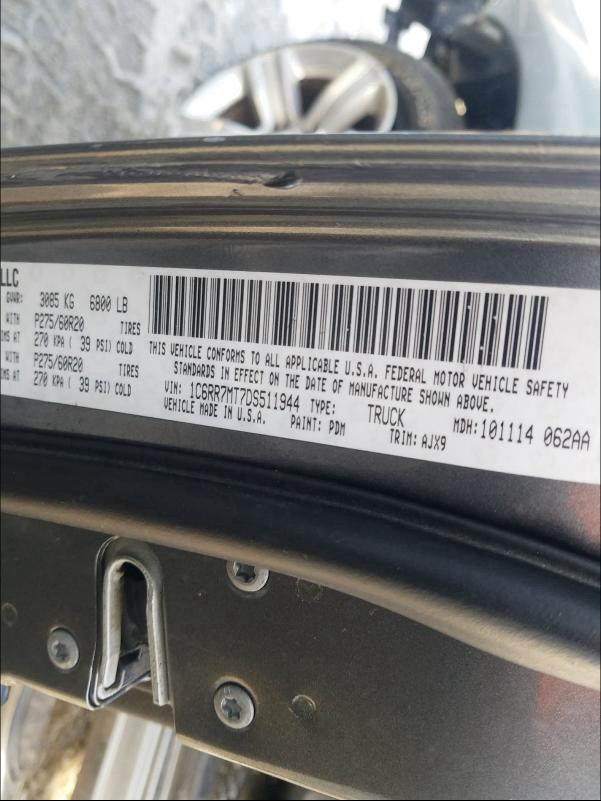 LLC
GVWR: 3085 KG 6800 LB
WITH P275/60R20 TIRES
IMS AT 270 KPA ( 39 PSI) COLD
WITH P275/60R20 TIRES
IMS AT 270 KPA ( 39 PSI) COLD
THIS VEHICLE CONFORMS TO ALL APPLICABLE U.S.A. FEDERAL MOTOR VEHICLE SAFETY
STANDARDS IN EFFECT ON THE DATE OF MANUFACTURE SHOWN ABOVE.
VIN: 1C6RR7MT7DS511944 TYPE: TRUCK MDH: 101114 062AA
VEHICLE MADE IN U.S.A. PAINT: PDM TRIM: AJX9